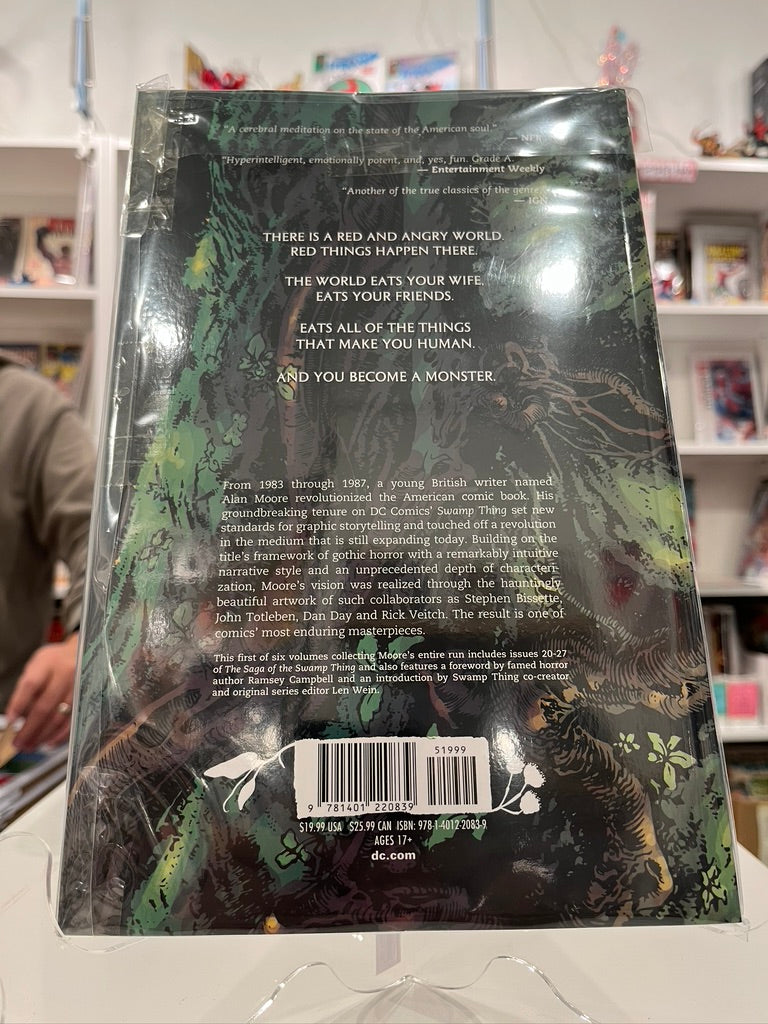 "A cerebral meditation on the state of the American soul."
— NPR
"Hyperintelligent, emotionally potent, and, yes, fun. Grade A.
— Entertainment Weekly
"Another of the true classics of the genre."
— IGN
THERE IS A RED AND ANGRY WORLD.
RED THINGS HAPPEN THERE.
THE WORLD EATS YOUR WIFE,
EATS YOUR FRIENDS.
EATS ALL OF THE THINGS
THAT MAKE YOU HUMAN.
AND YOU BECOME A MONSTER.
From 1983 through 1987, a young British writer named
Alan Moore revolutionized the American comic book. His
groundbreaking tenure on DC Comics' Swamp Thing set new
standards for graphic storytelling and touched off a revolution
in the medium that is still expanding today. Building on the
title's framework of gothic horror with a remarkably intuitive
narrative style and an unprecedented depth of characteri-
zation, Moore's vision was realized through the hauntingly
beautiful artwork of such collaborators as Stephen Bissette,
John Totleben, Dan Day and Rick Veitch. The result is one of
comics' most enduring masterpieces.
This first of six volumes collecting Moore's entire run includes issues 20-27
of The Saga of the Swamp Thing and also features a foreword by famed horror
author Ramsey Campbell and an introduction by Swamp Thing co-creator
and original series editor Len Wein.
51999
9 781401 220839
$19.99 USA $25.99 CAN ISBN: 978-1-4012-2083-9
AGES 17+
dc.com